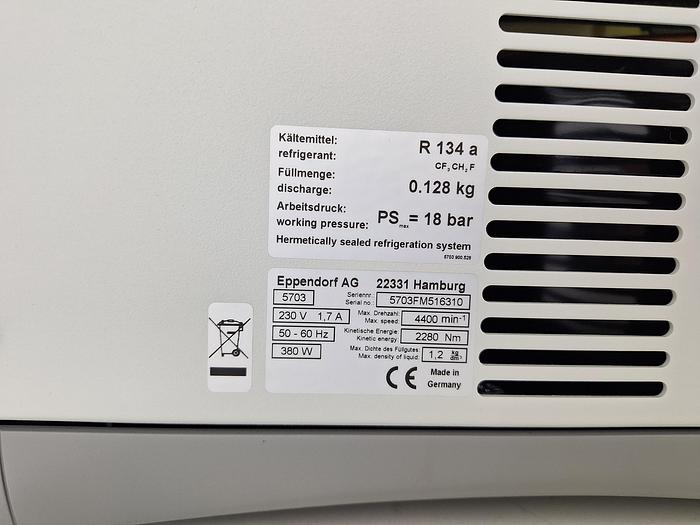 Kältemittel:
refrigerant:
R 134 a
CF₃CH₂F
Füllmenge:
discharge:
0.128 kg
Arbeitsdruck:
working pressure:
PSmax= 18 bar
Hermetically sealed refrigeration system
5703 900.528
Eppendorf AG 22331 Hamburg
5703
Seriennr.:
Serial no.:
5703FM516310
230 V 1,7 A
Max. Drehzahl:
Max. speed:
4400 min⁻¹
50 - 60 Hz
Kinetische Energie:
Kinetic energy
2280 Nm
380 W
Max. Dichte des Füllgutes:
Max. density of liquid:
1,2 kg/dm³
CE
Made in
Germany